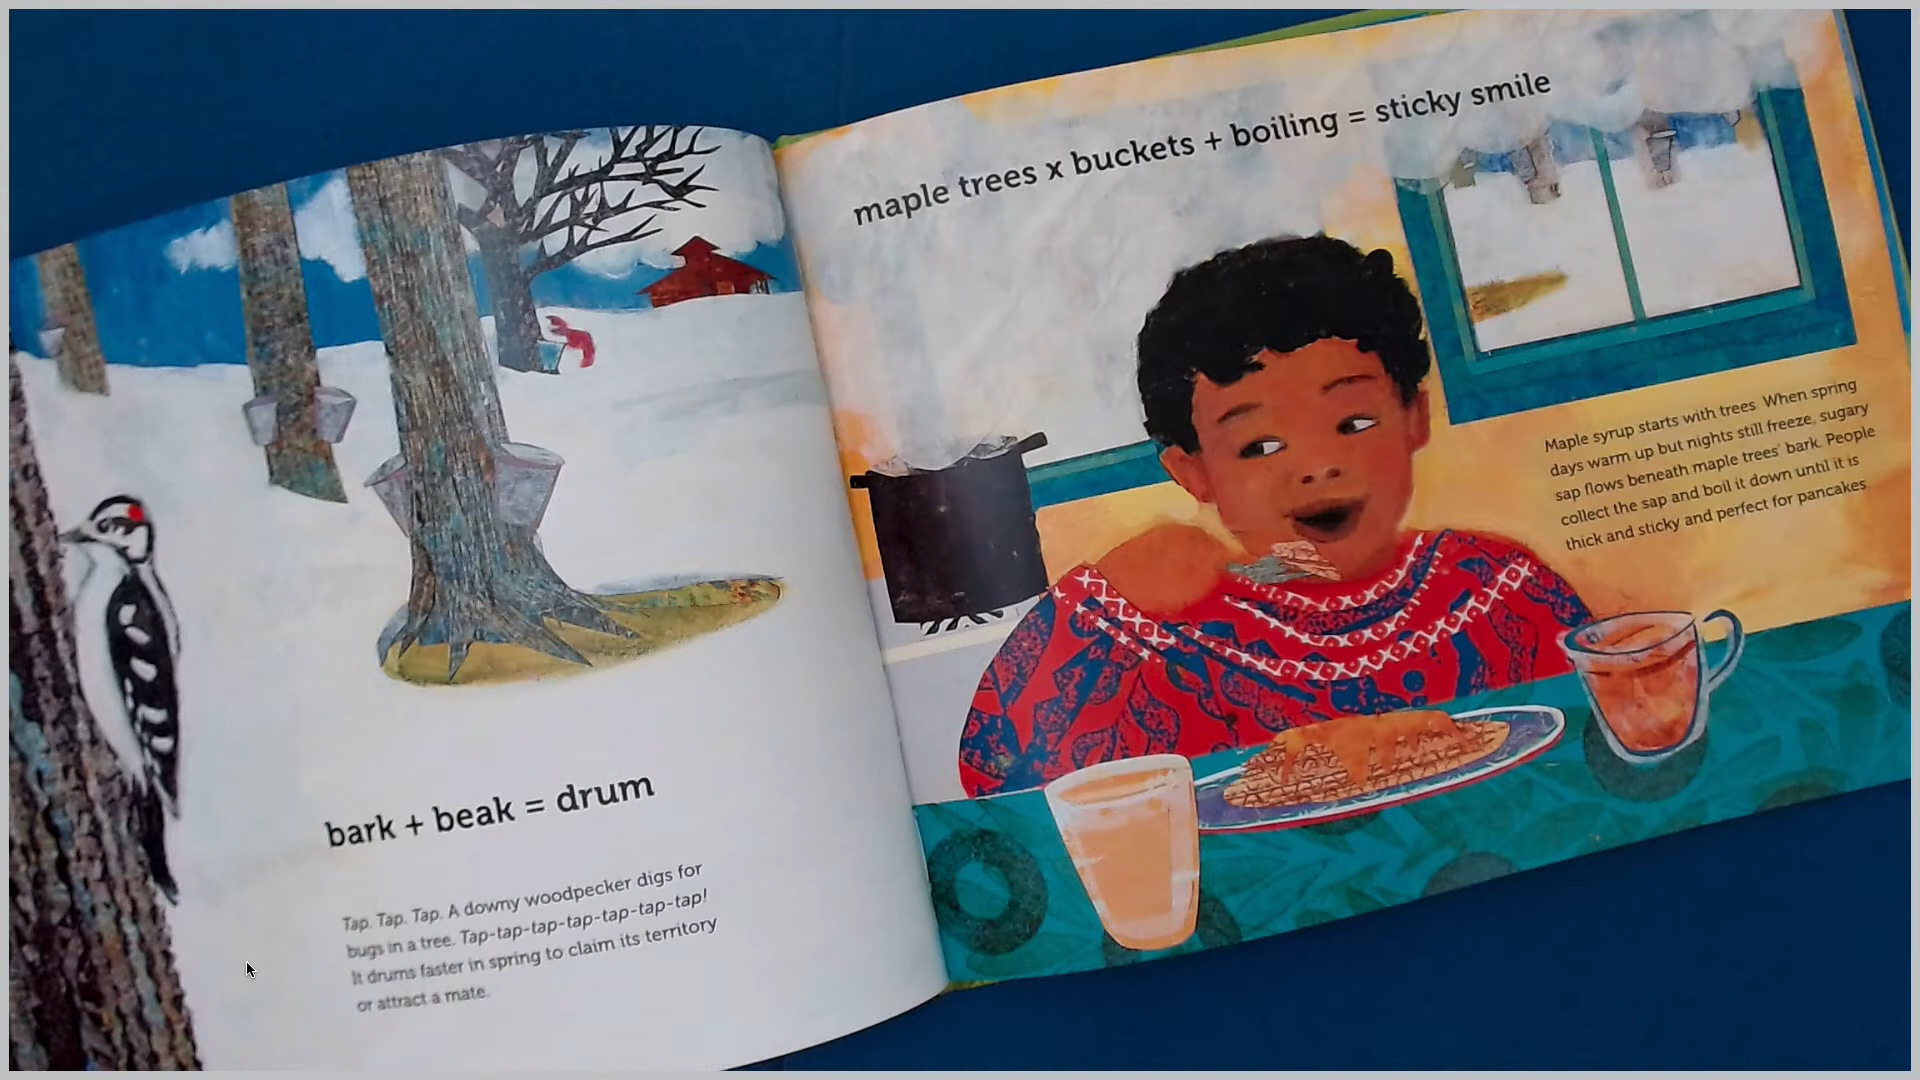 bark + beak = drum
Tap. Tap. Tap. A downy woodpecker digs for
bugs in a tree. Tap-tap-tap-tap-tap-tap-tap!
It drums faster in spring to claim its territory
or attract a mate.
maple trees x buckets + boiling = sticky smile
Maple syrup starts with trees. When spring
days warm up but nights still freeze, sugary
sap flows beneath maple trees' bark. People
collect the sap and boil it down until it is
thick and sticky and perfect for pancakes